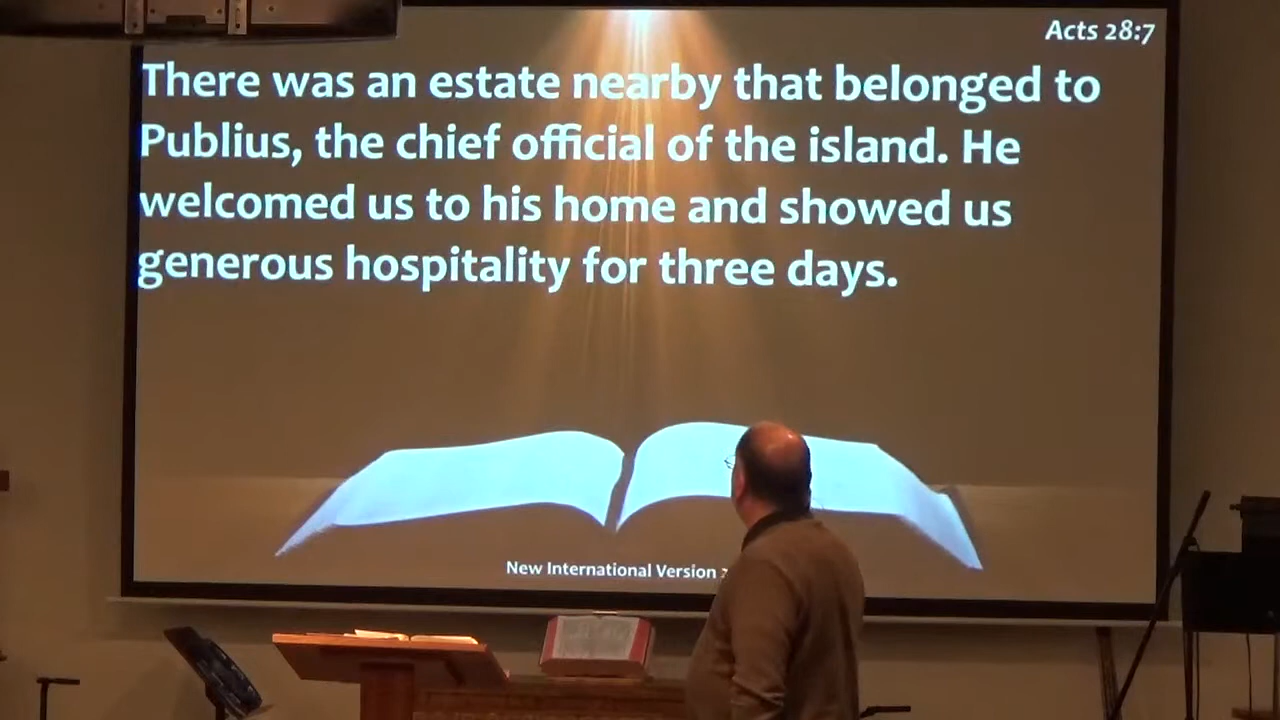 Acts 28:7
There was an estate nearby that belonged to
Publius, the chief official of the island. He
welcomed us to his home and showed us
generous hospitality for three days.
New International Version